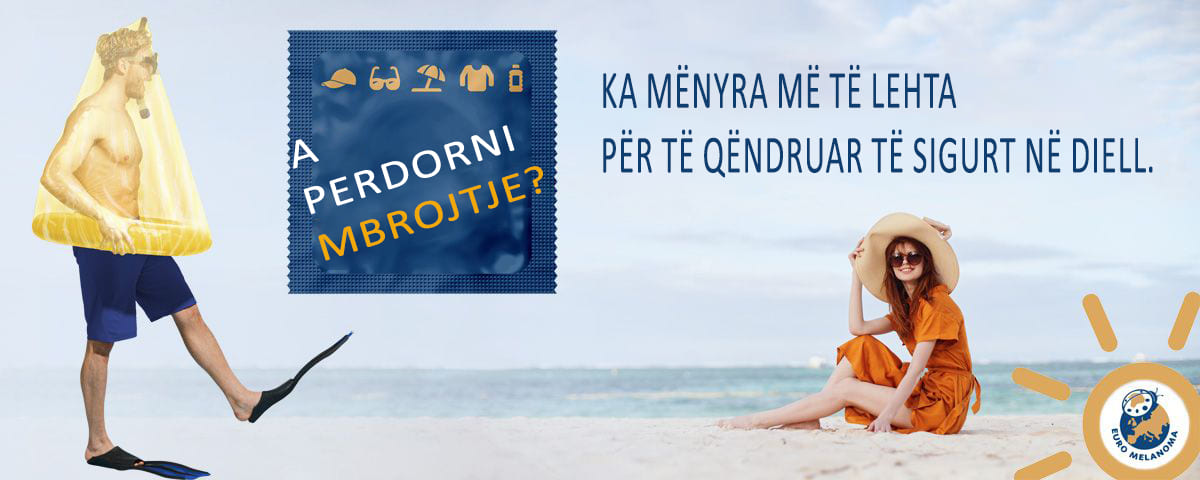 A
PERDORNI
MBROJTJE?
KA MËNYRA MË TË LEHTA
PËR TË QËNDRUAR TË SIGURT NË DIELL.
EURO MELANOMA